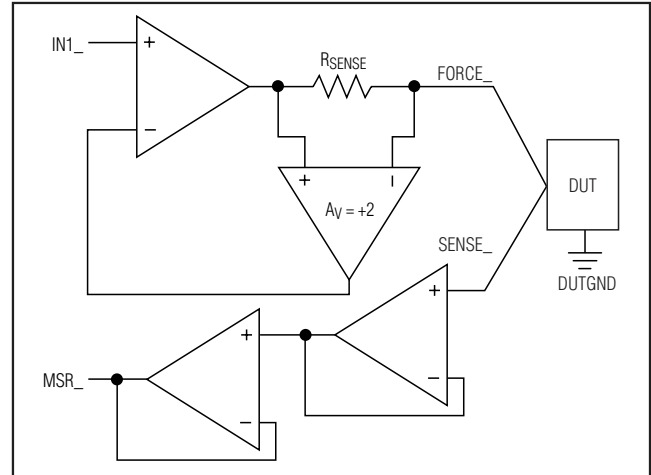 IN1_
+
−
RSENSE
FORCE_
+
−
AV = +2
DUT
DUTGND
SENSE_
+
−
+
−
MSR_